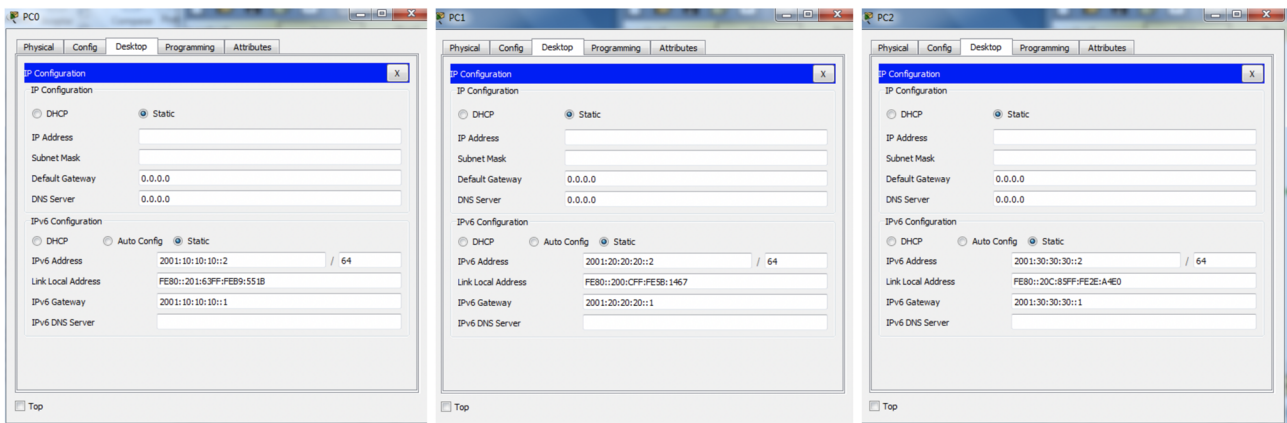 PC0
Physical Config Desktop Programming Attributes
IP Configuration X
IP Configuration
DHCP Static
IP Address
Subnet Mask
Default Gateway 0.0.0.0
DNS Server 0.0.0.0
IPv6 Configuration
DHCP Auto Config Static
IPv6 Address 2001:10:10:10::2 / 64
Link Local Address FE80::201:63FF:FEB9:551B
IPv6 Gateway 2001:10:10:10::1
IPv6 DNS Server
Top
PC1
Physical Config Desktop Programming Attributes
IP Configuration X
IP Configuration
DHCP Static
IP Address
Subnet Mask
Default Gateway 0.0.0.0
DNS Server 0.0.0.0
IPv6 Configuration
DHCP Auto Config Static
IPv6 Address 2001:20:20:20::2 / 64
Link Local Address FE80::200:CFF:FE5B:1467
IPv6 Gateway 2001:20:20:20::1
IPv6 DNS Server
Top
PC2
Physical Config Desktop Programming Attributes
IP Configuration X
IP Configuration
DHCP Static
IP Address
Subnet Mask
Default Gateway 0.0.0.0
DNS Server 0.0.0.0
IPv6 Configuration
DHCP Auto Config Static
IPv6 Address 2001:30:30:30::2 / 64
Link Local Address FE80::20C:85FF:FE2E:A4E0
IPv6 Gateway 2001:30:30:30::1
IPv6 DNS Server
Top